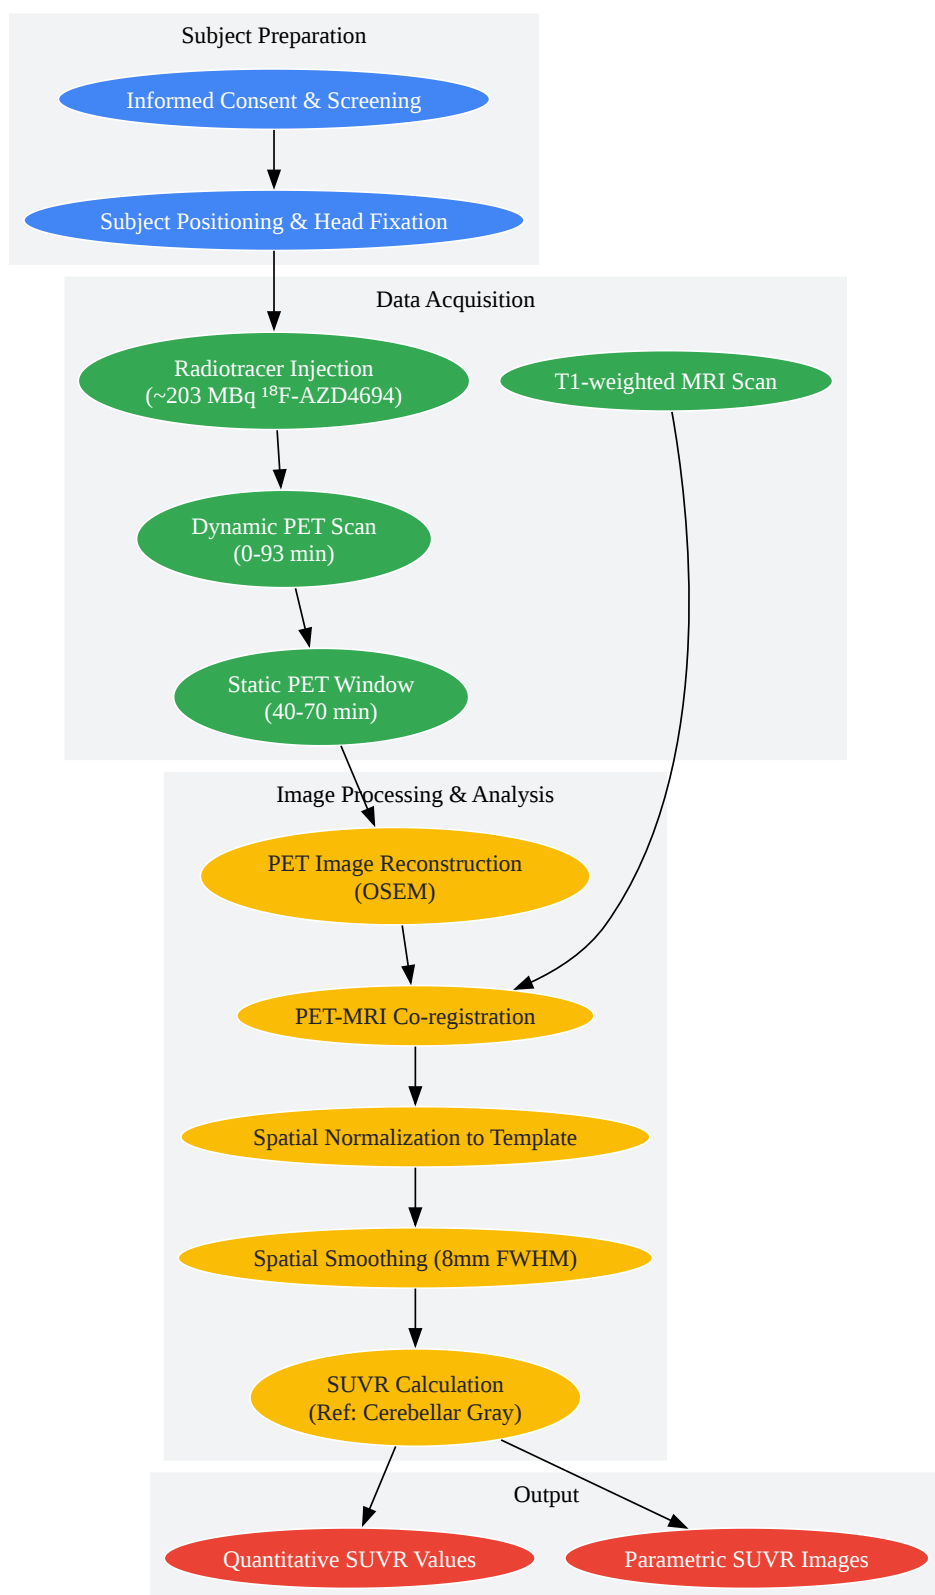 Subject Preparation
Informed Consent & Screening
Subject Positioning & Head Fixation
Data Acquisition
Radiotracer Injection
(~203 MBq ¹⁸F-AZD4694)
T1-weighted MRI Scan
Dynamic PET Scan
(0-93 min)
Static PET Window
(40-70 min)
Image Processing & Analysis
PET Image Reconstruction
(OSEM)
PET-MRI Co-registration
Spatial Normalization to Template
Spatial Smoothing (8mm FWHM)
SUVR Calculation
(Ref: Cerebellar Gray)
Output
Quantitative SUVR Values
Parametric SUVR Images